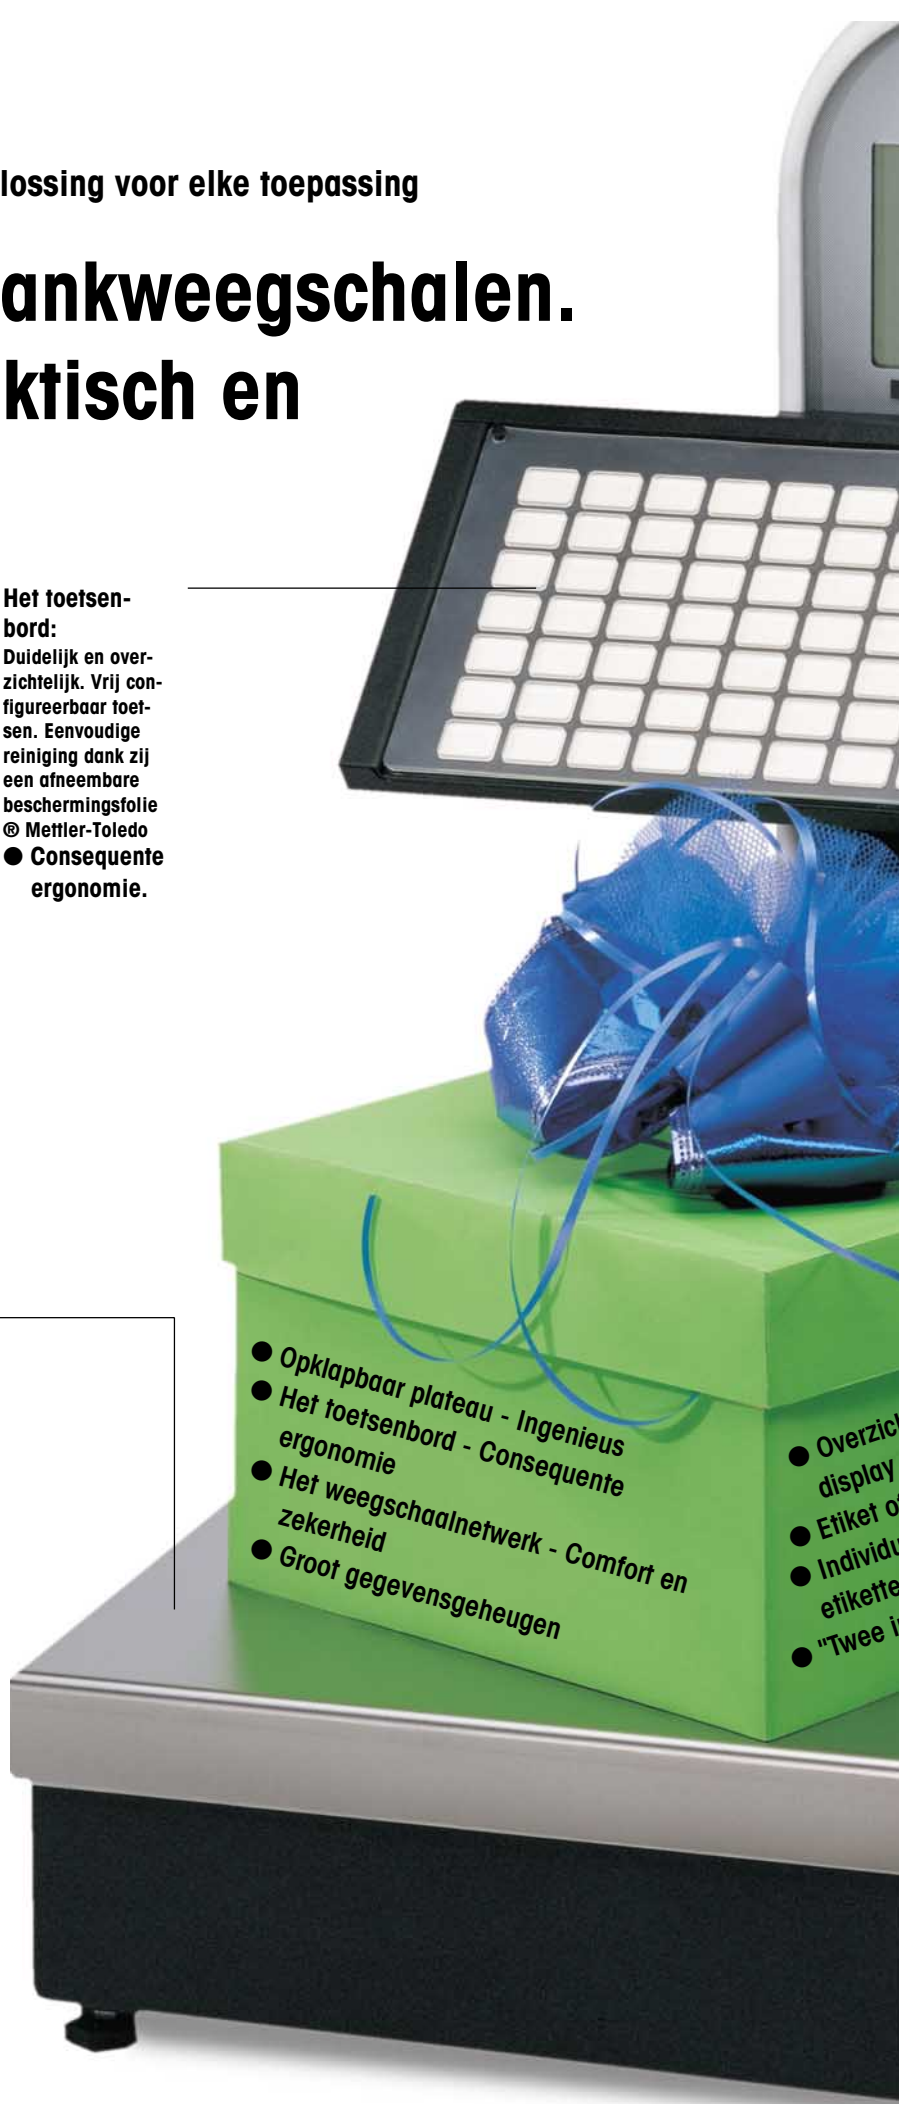 lossing voor elke toepassing
ankweegschalen.
ktisch en
Het toetsen-
bord:
Duidelijk en over-
zichtelijk. Vrij con-
figureerbaar toet-
sen. Eenvoudige
reiniging dank zij
een afneembare
beschermingsfolie
® Mettler-Toledo
● Consequente
ergonomie.
● Opklapbaar plateau - Ingenieus
● Het toetsenbord - Consequente
ergonomie
● Het weegschaalnetwerk - Comfort en
zekerheid
● Groot gegevensgeheugen
● Overzich
display
● Etiket o
● Individu
etikette
● "Twee i